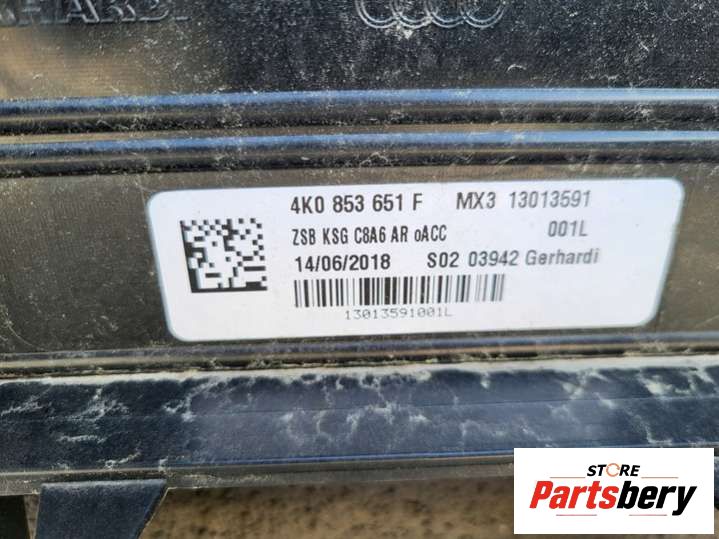 4K0 853 651 F MX3 13013591
ZSB KSG C8A6 AR oACC 001L
14/06/2018 S02 03942 Gerhardi
13013591001L
STORE
Partsbery